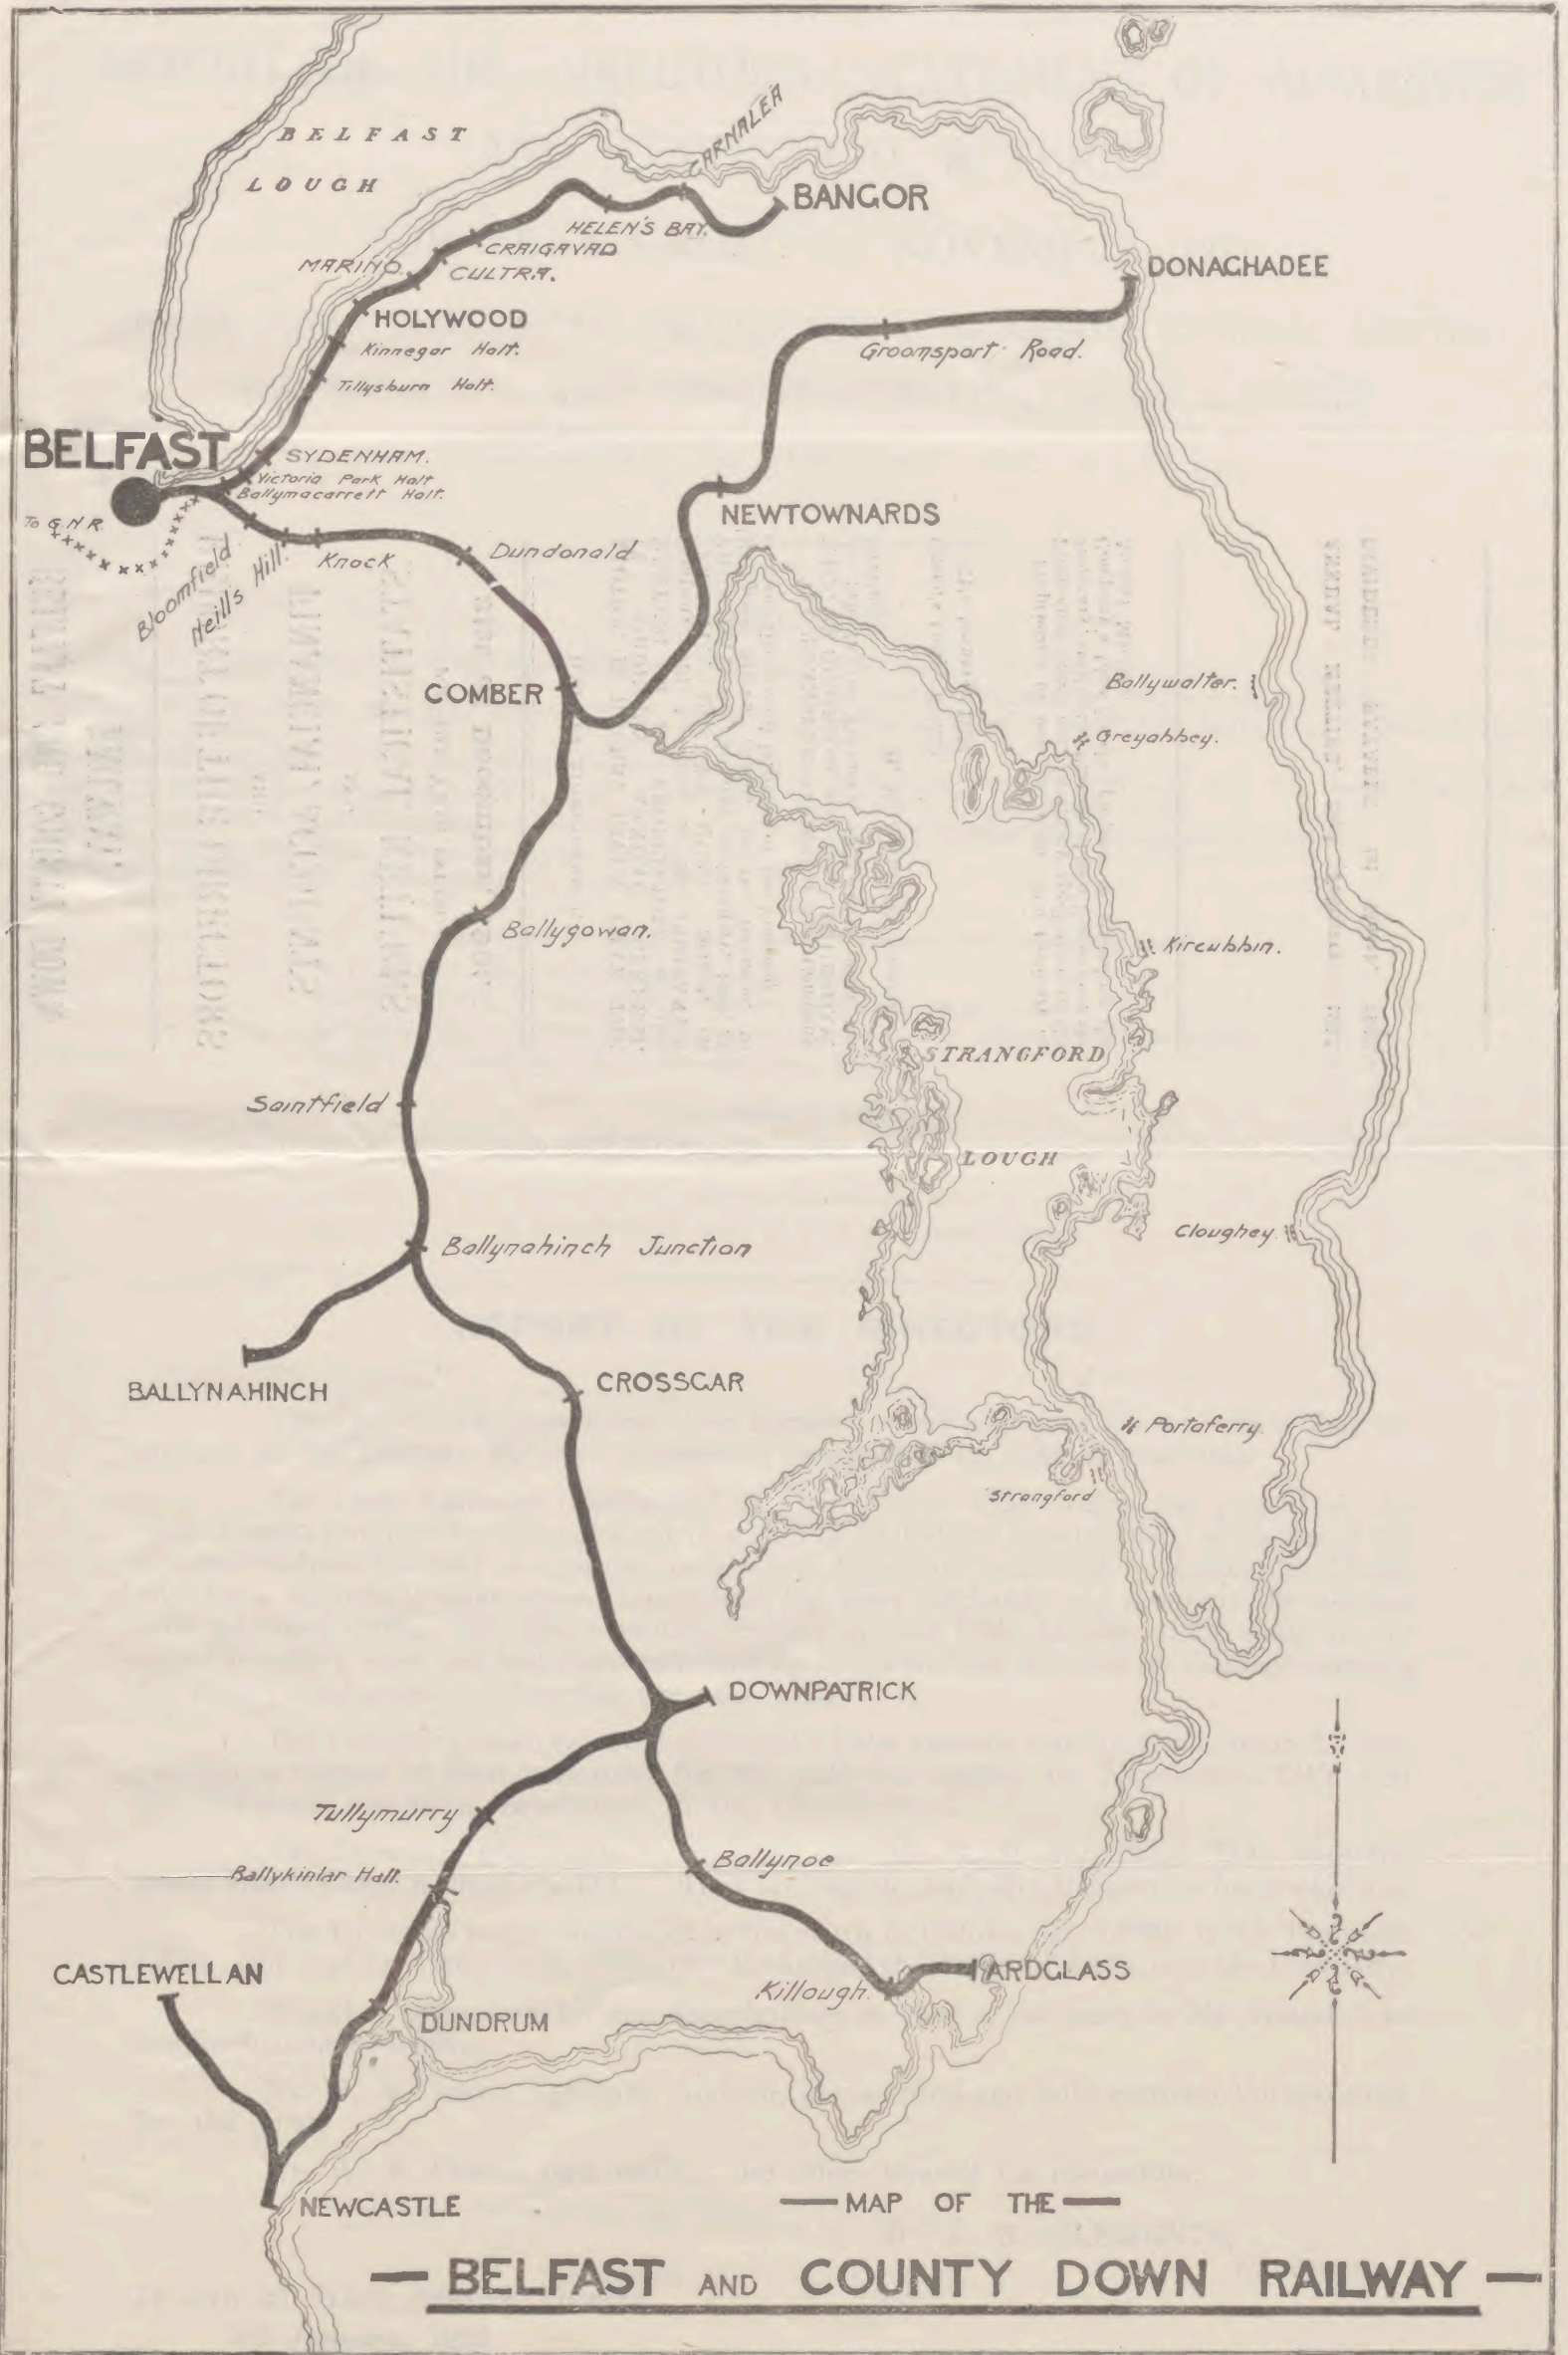 BELFAST
LOUGH
CARNALEA
BANGOR
HELEN'S BAY.
CRAIGAVAD
MARINO.
CULTRA.
DONAGHADEE
HOLYWOOD
Kinnegar Halt.
Groomsport Road.
Tillysburn Halt.
BELFAST
SYDENHAM.
Victoria Park Halt
Ballymacarrett Halt.
To G.N.R.
NEWTOWNARDS
Bloomfield
Neills Hill
Knock
Dundonald
COMBER
Ballywalter.
Greyabbey.
Ballygowan.
Kircubbin.
STRANGFORD
LOUGH
Saintfield
Cloughey.
Ballynahinch Junction
BALLYNAHINCH
CROSSGAR
Portaferry.
Strangford
DOWNPATRICK
Tullymurry
Ballynoe
Ballykinlar Halt.
CASTLEWELLAN
Killough.
ARDGLASS
DUNDRUM
NEWCASTLE
— MAP OF THE —
— BELFAST AND COUNTY DOWN RAILWAY —